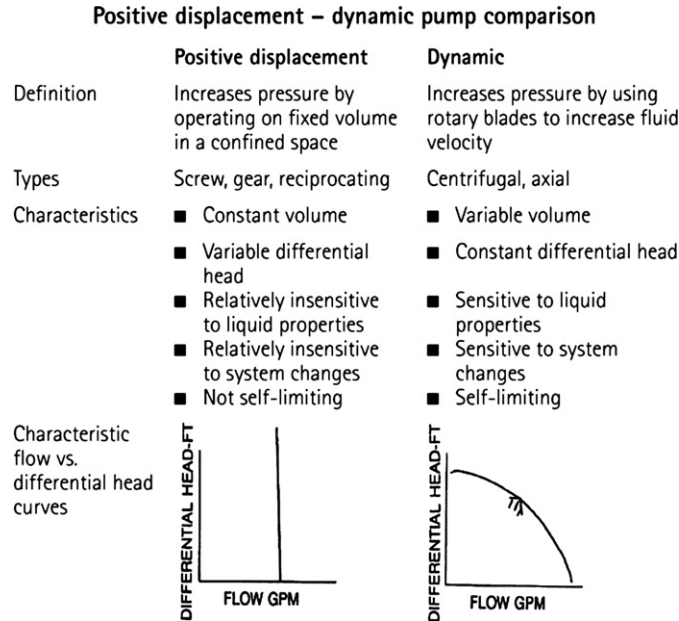 Positive displacement – dynamic pump comparison
Positive displacement
Dynamic
Definition
Increases pressure by
operating on fixed volume
in a confined space
Increases pressure by using
rotary blades to increase fluid
velocity
Types
Screw, gear, reciprocating
Centrifugal, axial
Characteristics
■ Constant volume
■ Variable differential
head
■ Relatively insensitive
to liquid properties
■ Relatively insensitive
to system changes
■ Not self-limiting
■ Variable volume
■ Constant differential head
■ Sensitive to liquid
properties
■ Sensitive to system
changes
■ Self-limiting
Characteristic
flow vs.
differential head
curves
DIFFERENTIAL HEAD-FT
FLOW GPM
DIFFERENTIAL HEAD-FT
FLOW GPM